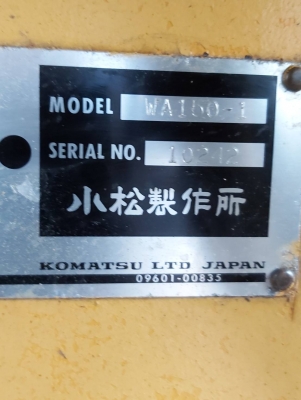 MODEL WA150-1
SERIAL NO.
小松製作所
KOMATSU LTD JAPAN
09601-00835